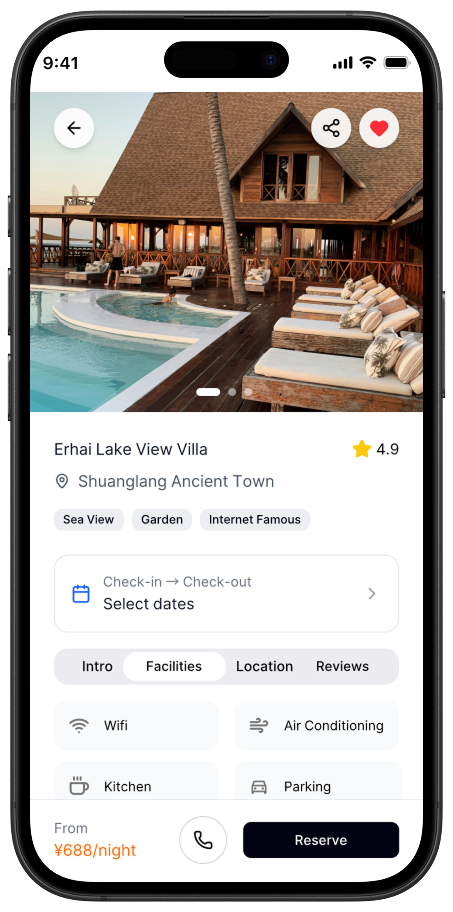 9:41
Erhai Lake View Villa
4.9
Shuanglang Ancient Town
Sea View Garden Internet Famous
Check-in → Check-out
Select dates
Intro Facilities Location Reviews
Wifi Air Conditioning
Kitchen Parking
From
¥688/night
Reserve